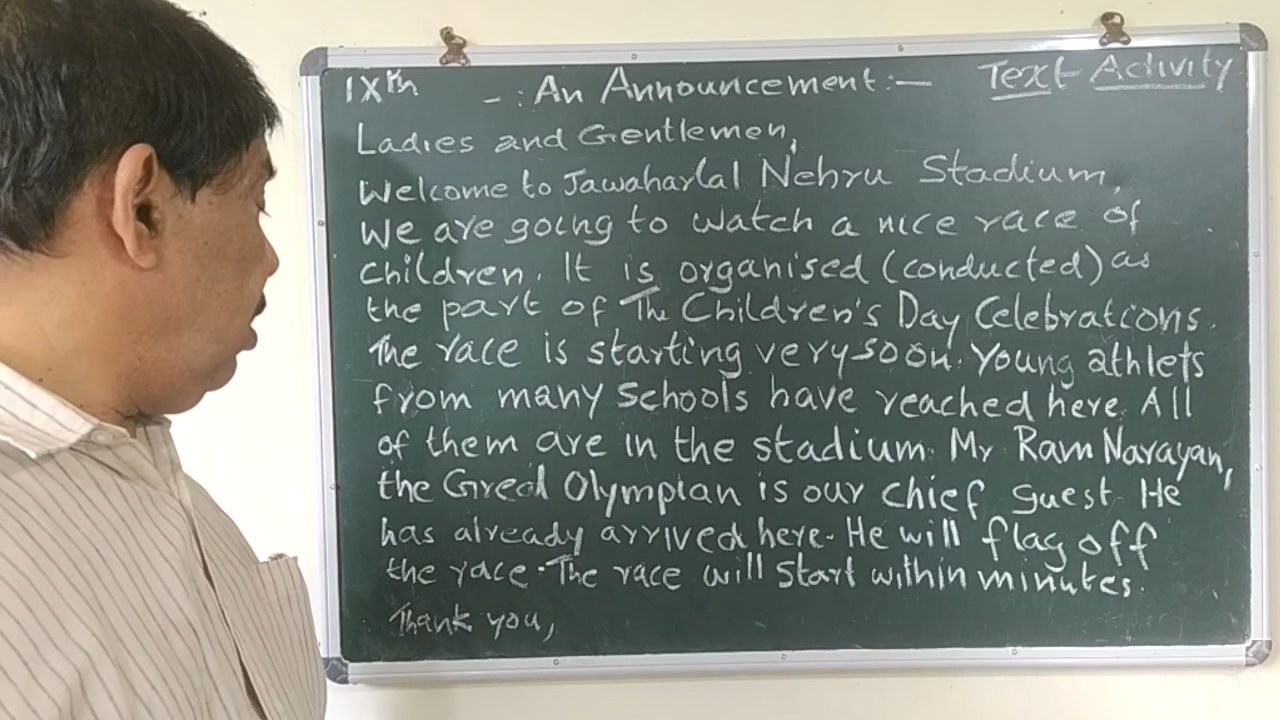 IXth -: An Announcement:- Text Activity
Ladies and Gentlemen,
Welcome to Jawaharlal Nehru Stadium.
We are going to watch a nice race of
children. It is organised (conducted) as
the part of The Children's Day Celebrations.
The race is starting very soon. Young athlets
from many schools have reached here. All
of them are in the stadium. Mr Ram Narayan,
the Great Olympian is our chief guest. He
has already arrived here. He will flag off
the race. The race will start within minutes.
Thank you,